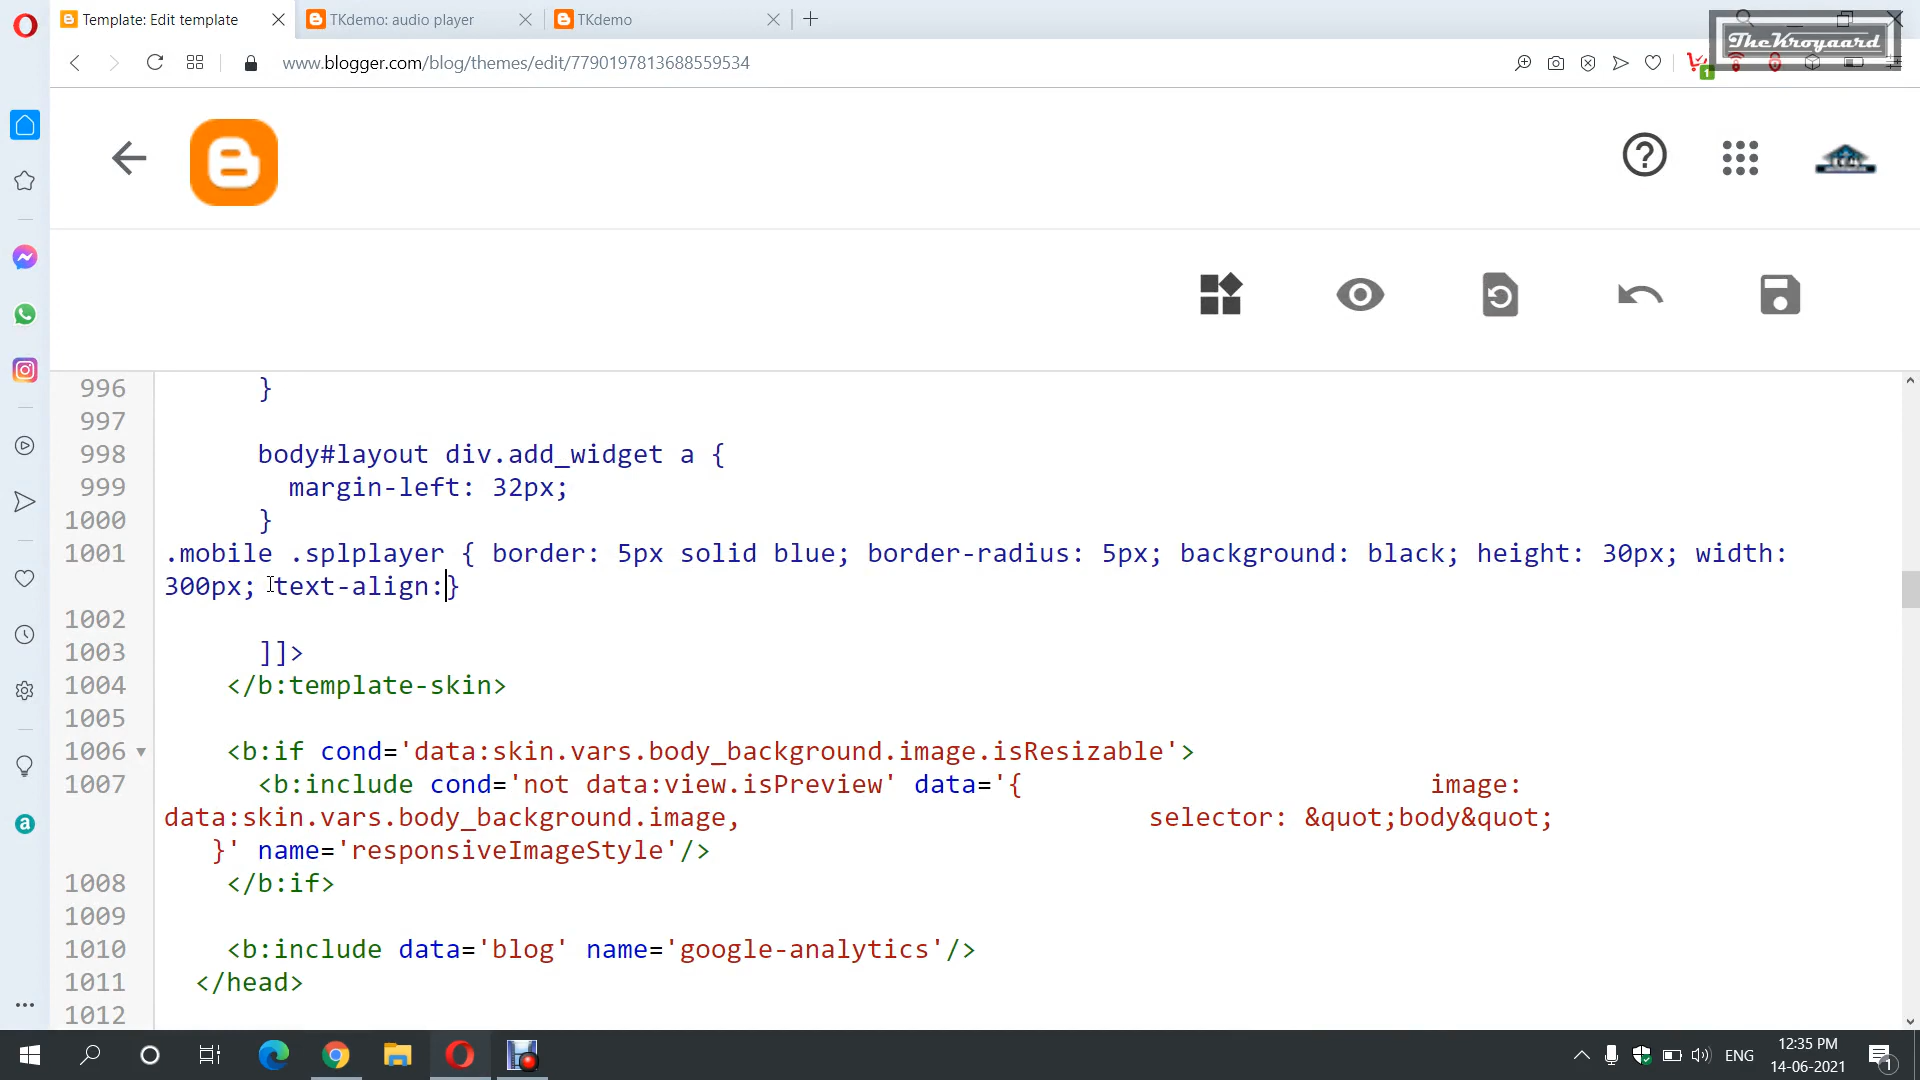 Template: Edit template
TKdemo: audio player
TKdemo
TheKroyaard
www.blogger.com/blog/themes/edit/7790197813688559534
1
996 }
997
998 body#layout div.add_widget a {
999 margin-left: 32px;
1000 }
1001 .mobile .splplayer { border: 5px solid blue; border-radius: 5px; background: black; height: 30px; width:
300px; text-align:}
1002
1003 ]]>
1004 </b:template-skin>
1005
1006 <b:if cond='data:skin.vars.body_background.image.isResizable'>
1007 <b:include cond='not data:view.isPreview' data='{ image:
data:skin.vars.body_background.image, selector: &quot;body&quot;
}' name='responsiveImageStyle'/>
1008 </b:if>
1009
1010 <b:include data='blog' name='google-analytics'/>
1011 </head>
1012
a
ENG
12:35 PM
14-06-2021
1